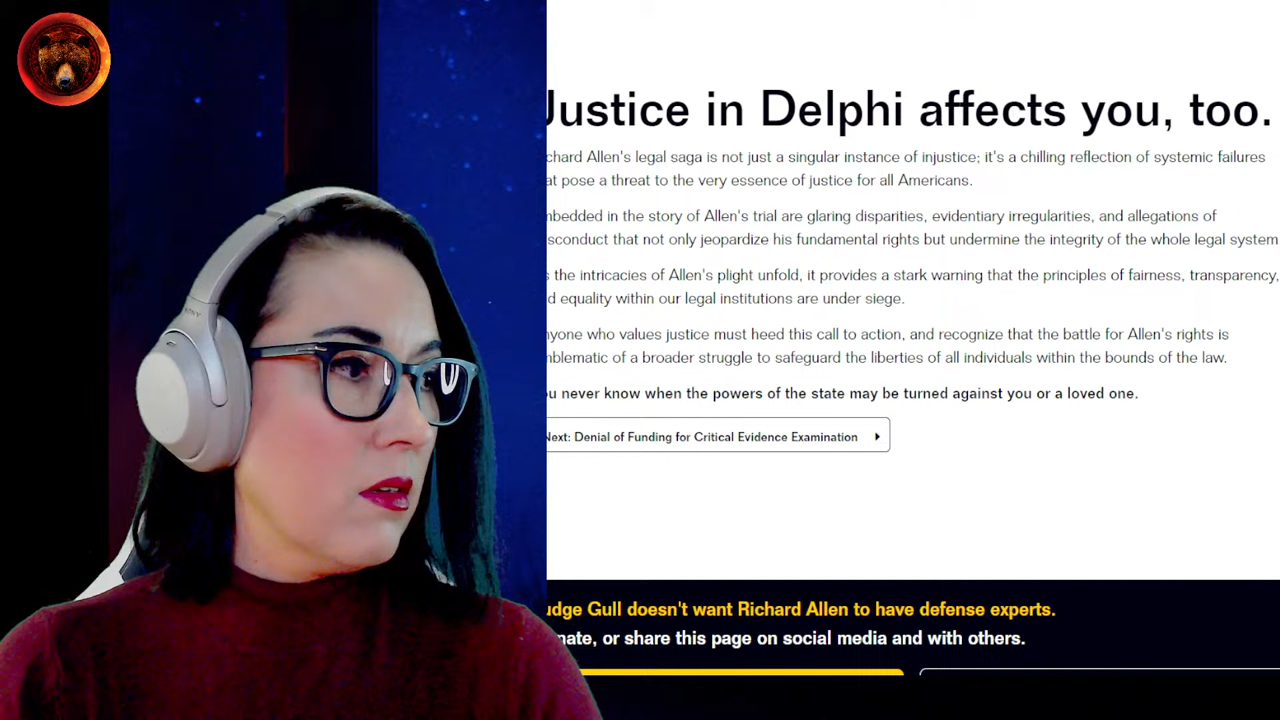 Justice in Delphi affects you, too.
chard Allen's legal saga is not just a singular instance of injustice; it's a chilling reflection of systemic failures
at pose a threat to the very essence of justice for all Americans.
bedded in the story of Allen's trial are glaring disparities, evidentiary irregularities, and allegations of
sconduct that not only jeopardize his fundamental rights but undermine the integrity of the whole legal system
s the intricacies of Allen's plight unfold, it provides a stark warning that the principles of fairness, transparency,
d equality within our legal institutions are under siege.
yone who values justice must heed this call to action, and recognize that the battle for Allen's rights is
blematic of a broader struggle to safeguard the liberties of all individuals within the bounds of the law.
u never know when the powers of the state may be turned against you or a loved one.
Next: Denial of Funding for Critical Evidence Examination
udge Gull doesn't want Richard Allen to have defense experts.
nate, or share this page on social media and with others.
SONY